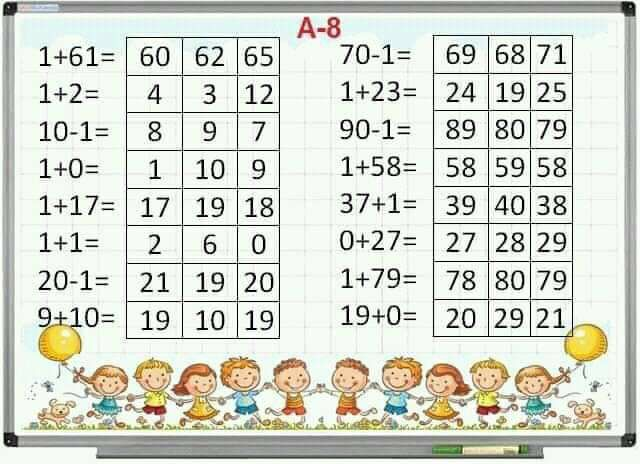 A-8
1+61= 60 62 65
1+2= 4 3 12
10-1= 8 9 7
1+0= 1 10 9
1+17= 17 19 18
1+1= 2 6 0
20-1= 21 19 20
9+10= 19 10 19
70-1= 69 68 71
1+23= 24 19 25
90-1= 89 80 79
1+58= 58 59 58
37+1= 39 40 38
0+27= 27 28 29
1+79= 78 80 79
19+0= 20 29 21